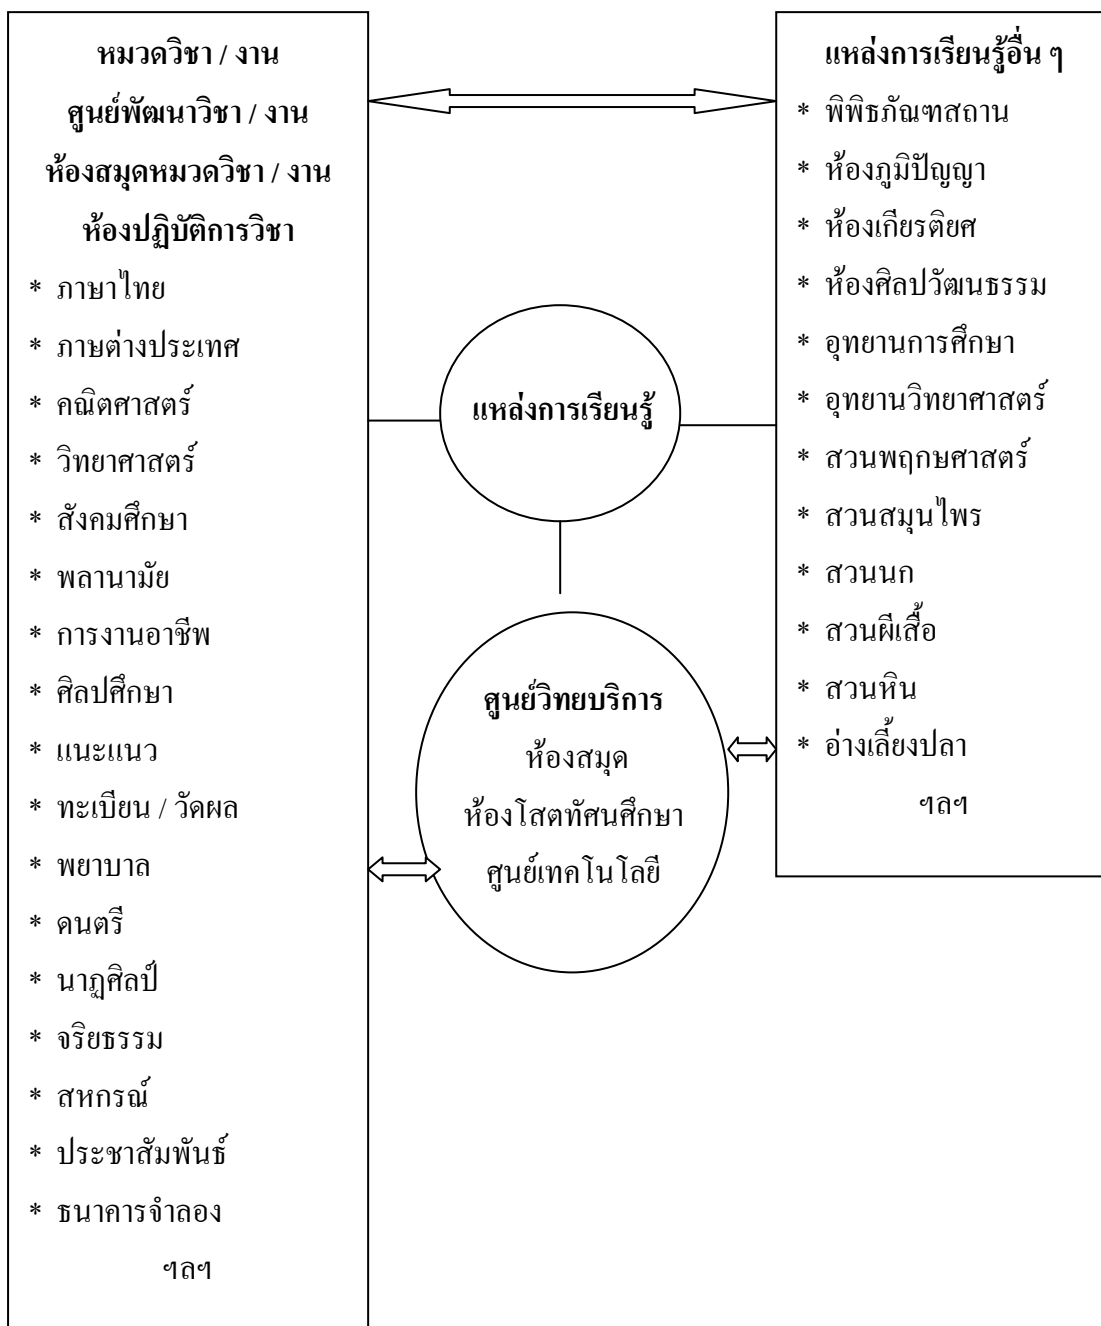 หมวดวิชา / งาน
ศูนย์พัฒนาวิชา / งาน
ห้องสมุดหมวดวิชา / งาน
ห้องปฏิบัติการวิชา
* ภาษาไทย
* ภาษต่างประเทศ
* คณิตศาสตร์
* วิทยาศาสตร์
* สังคมศึกษา
* พลานามัย
* การงานอาชีพ
* ศิลปศึกษา
* แนะแนว
* ทะเบียน / วัดผล
* พยาบาล
* ดนตรี
* นาฏศิลป์
* จริยธรรม
* สหกรณ์
* ประชาสัมพันธ์
* ธนาคารจำลอง
ฯลฯ
แหล่งการเรียนรู้
ศูนย์วิทยบริการ
ห้องสมุด
ห้องโสตทัศนศึกษา
ศูนย์เทคโนโลยี
แหล่งการเรียนรู้อื่น ๆ
* พิพิธภัณฑสถาน
* ห้องภูมิปัญญา
* ห้องเกียรติยศ
* ห้องศิลปวัฒนธรรม
* อุทยานการศึกษา
* อุทยานวิทยาศาสตร์
* สวนพฤกษศาสตร์
* สวนสมุนไพร
* สวนนก
* สวนผีเสื้อ
* สวนหิน
* อ่างเลี้ยงปลา
ฯลฯ